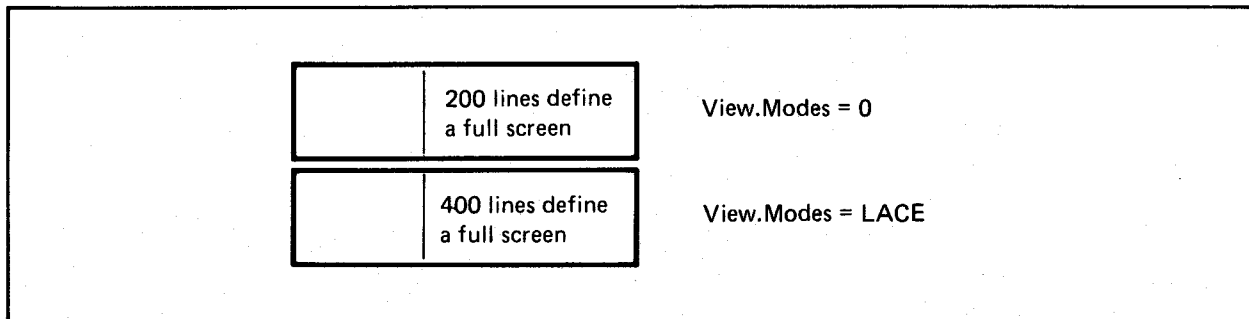 200 lines define
a full screen
View.Modes = 0
400 lines define
a full screen
View.Modes = LACE